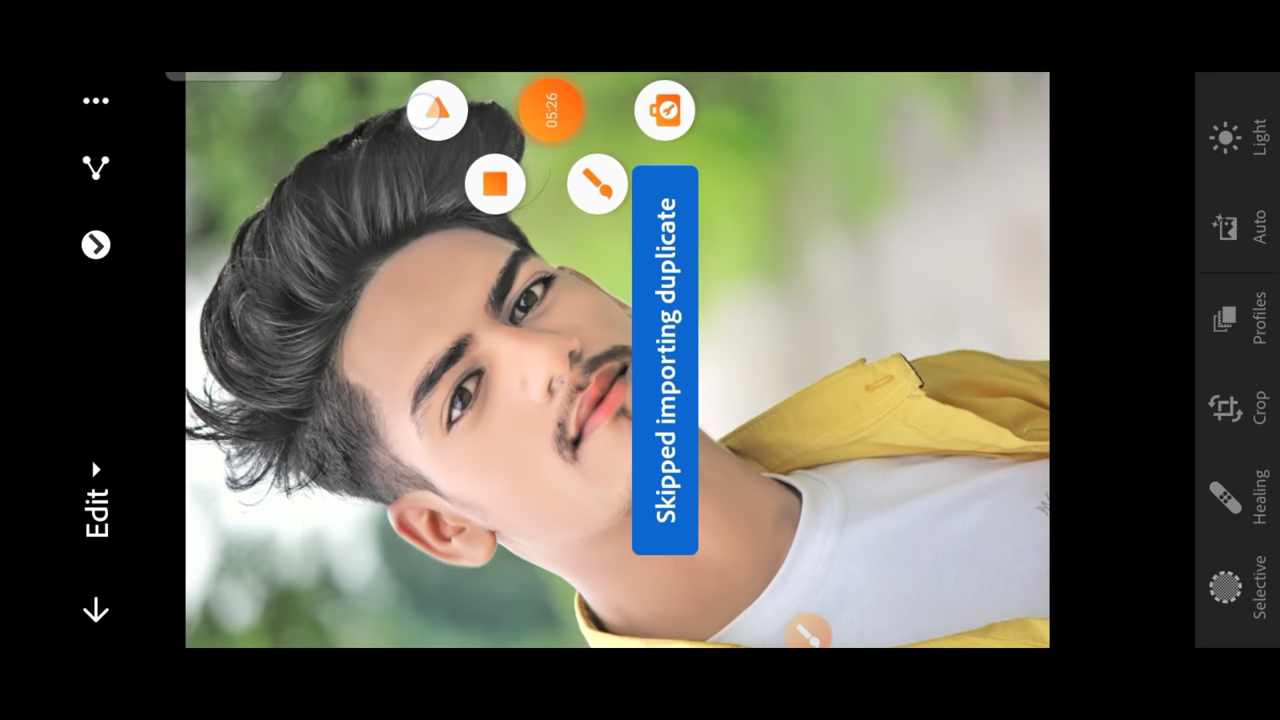 Edit
05:26
Skipped importing duplicate
Selective
Healing
Crop
Profiles
Auto
Light